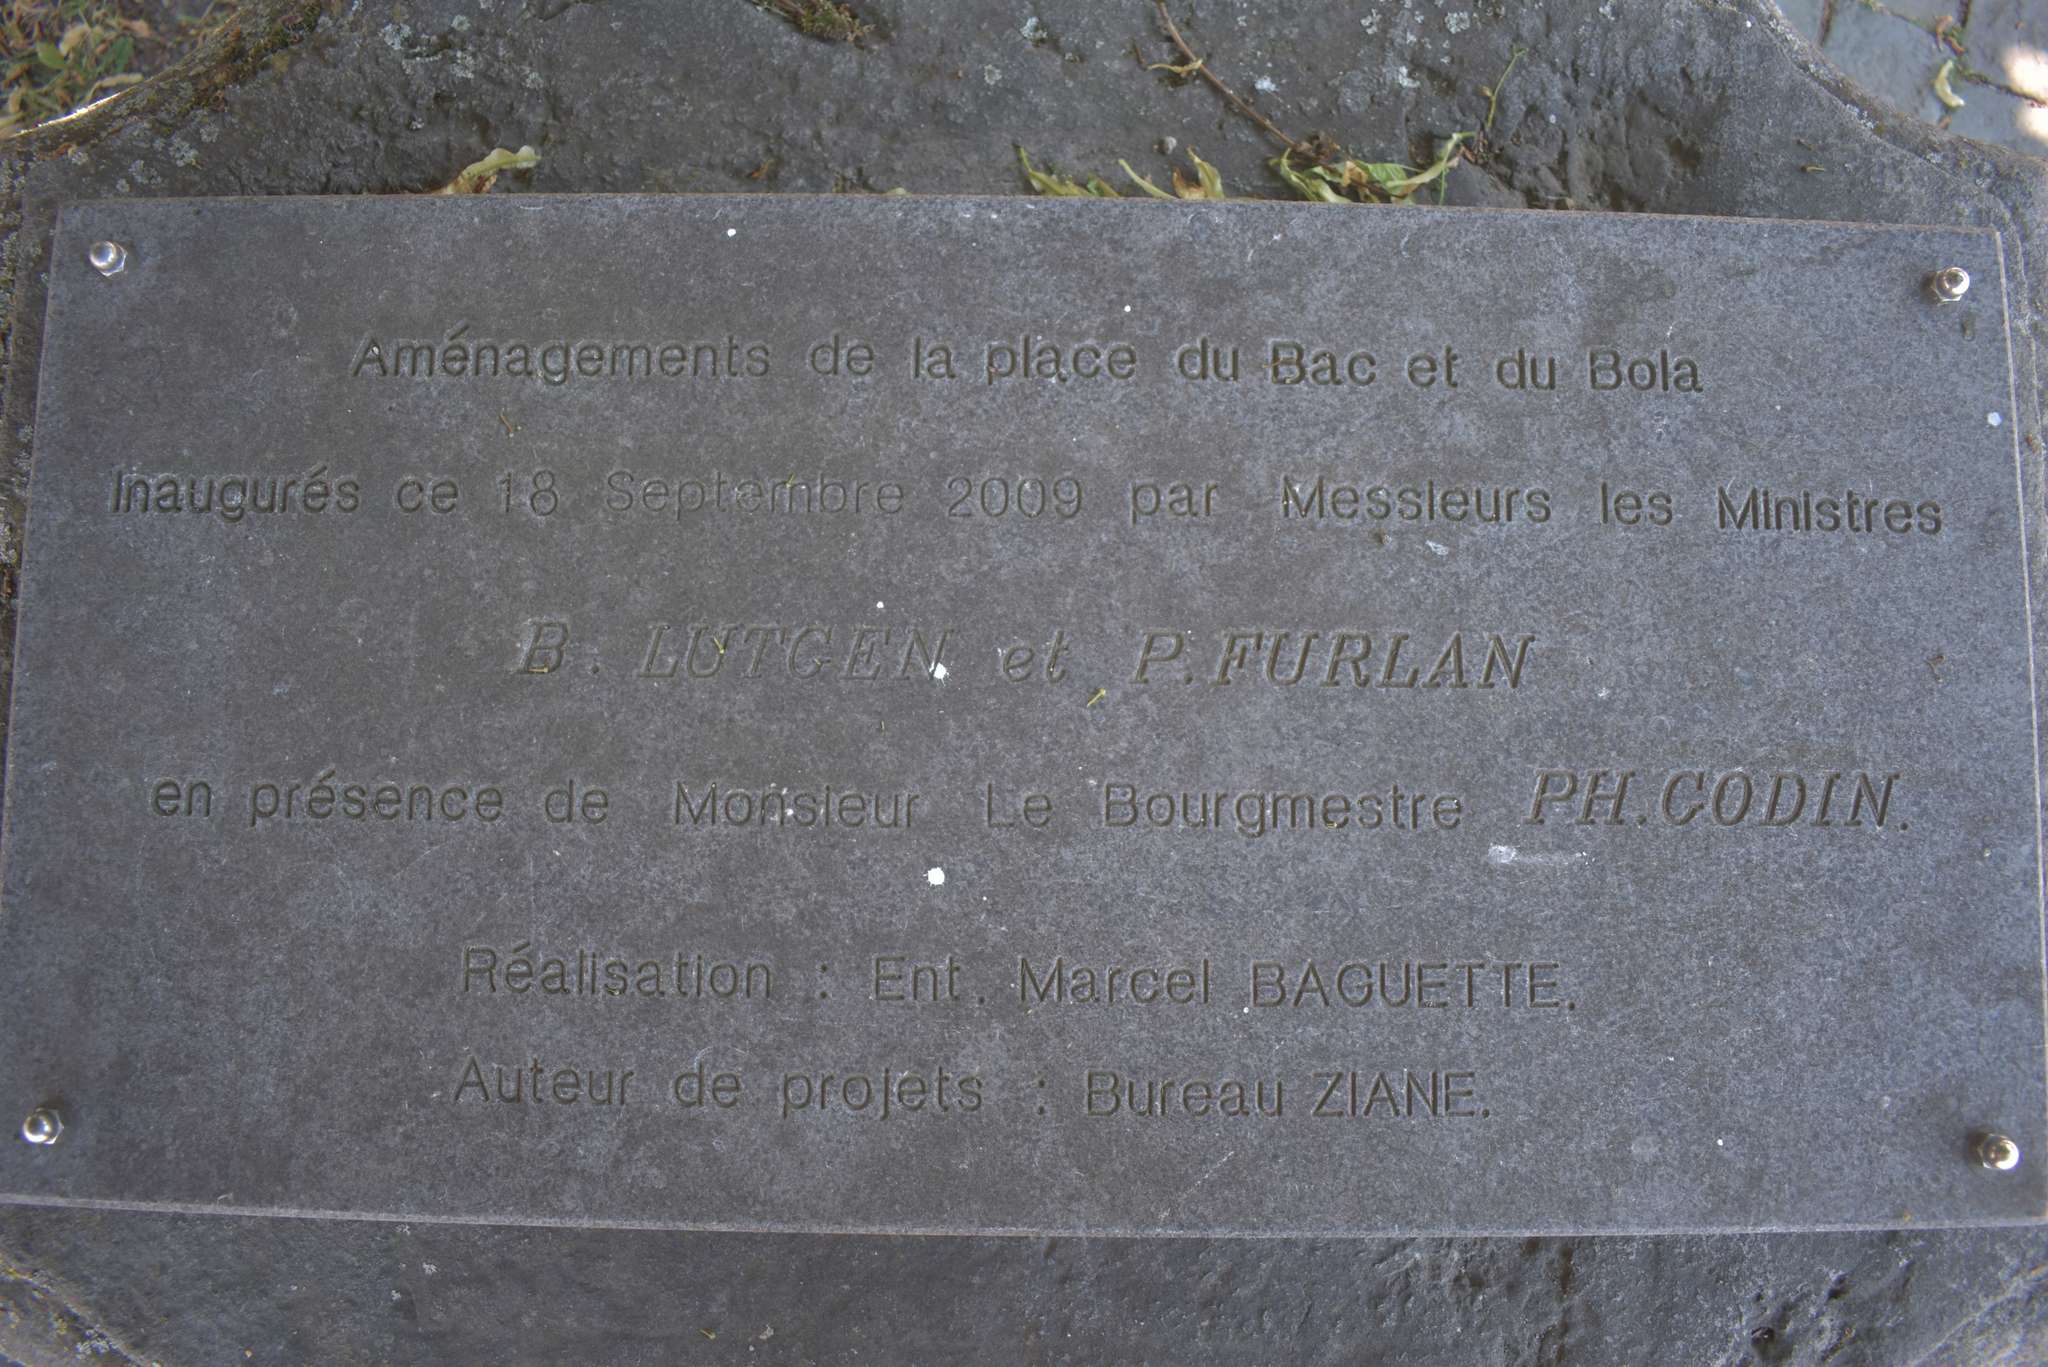 Aménagements de la place du Bac et du Bola
Inaugurés ce 18 Septembre 2009 par Messieurs les Ministres
B. LUTGEN et P. FURLAN
en présence de Monsieur Le Bourgmestre PH. GODIN.
Réalisation : Ent. Marcel BAGUETTE.
Auteur de projets : Bureau ZIANE.